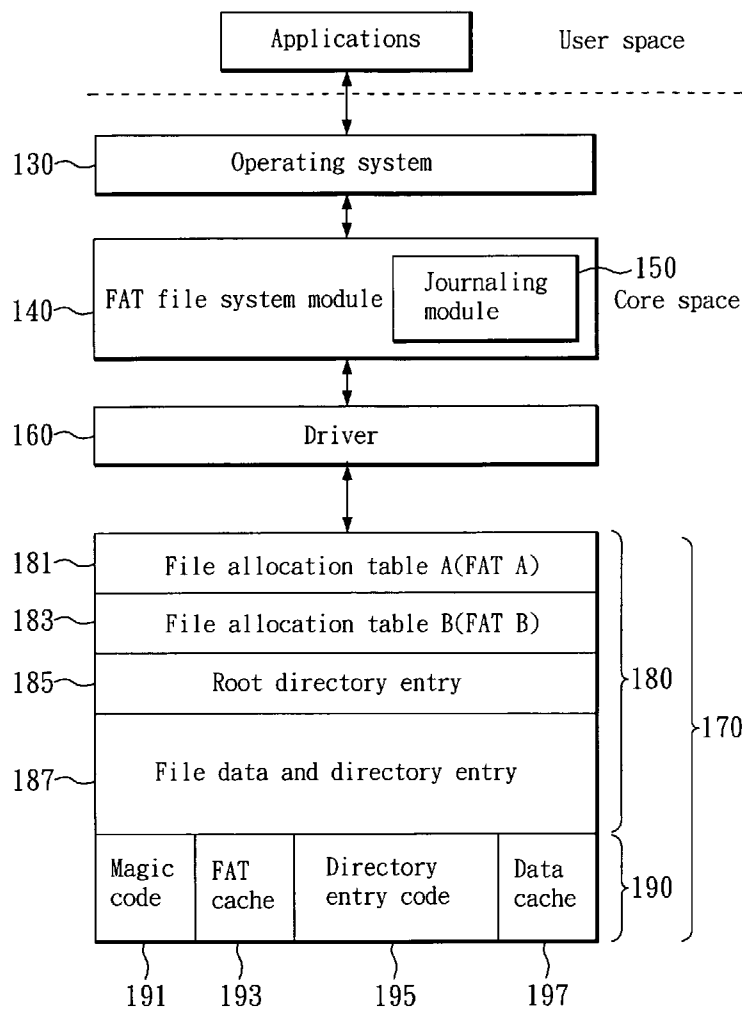 Applications
User space
130
Operating system
140
FAT file system module
Journaling
module
150
Core space
160
Driver
181
File allocation table A(FAT A)
183
File allocation table B(FAT B)
185
Root directory entry
187
File data and directory entry
180
170
Magic
code
FAT
cache
Directory
entry code
Data
cache
190
191
193
195
197